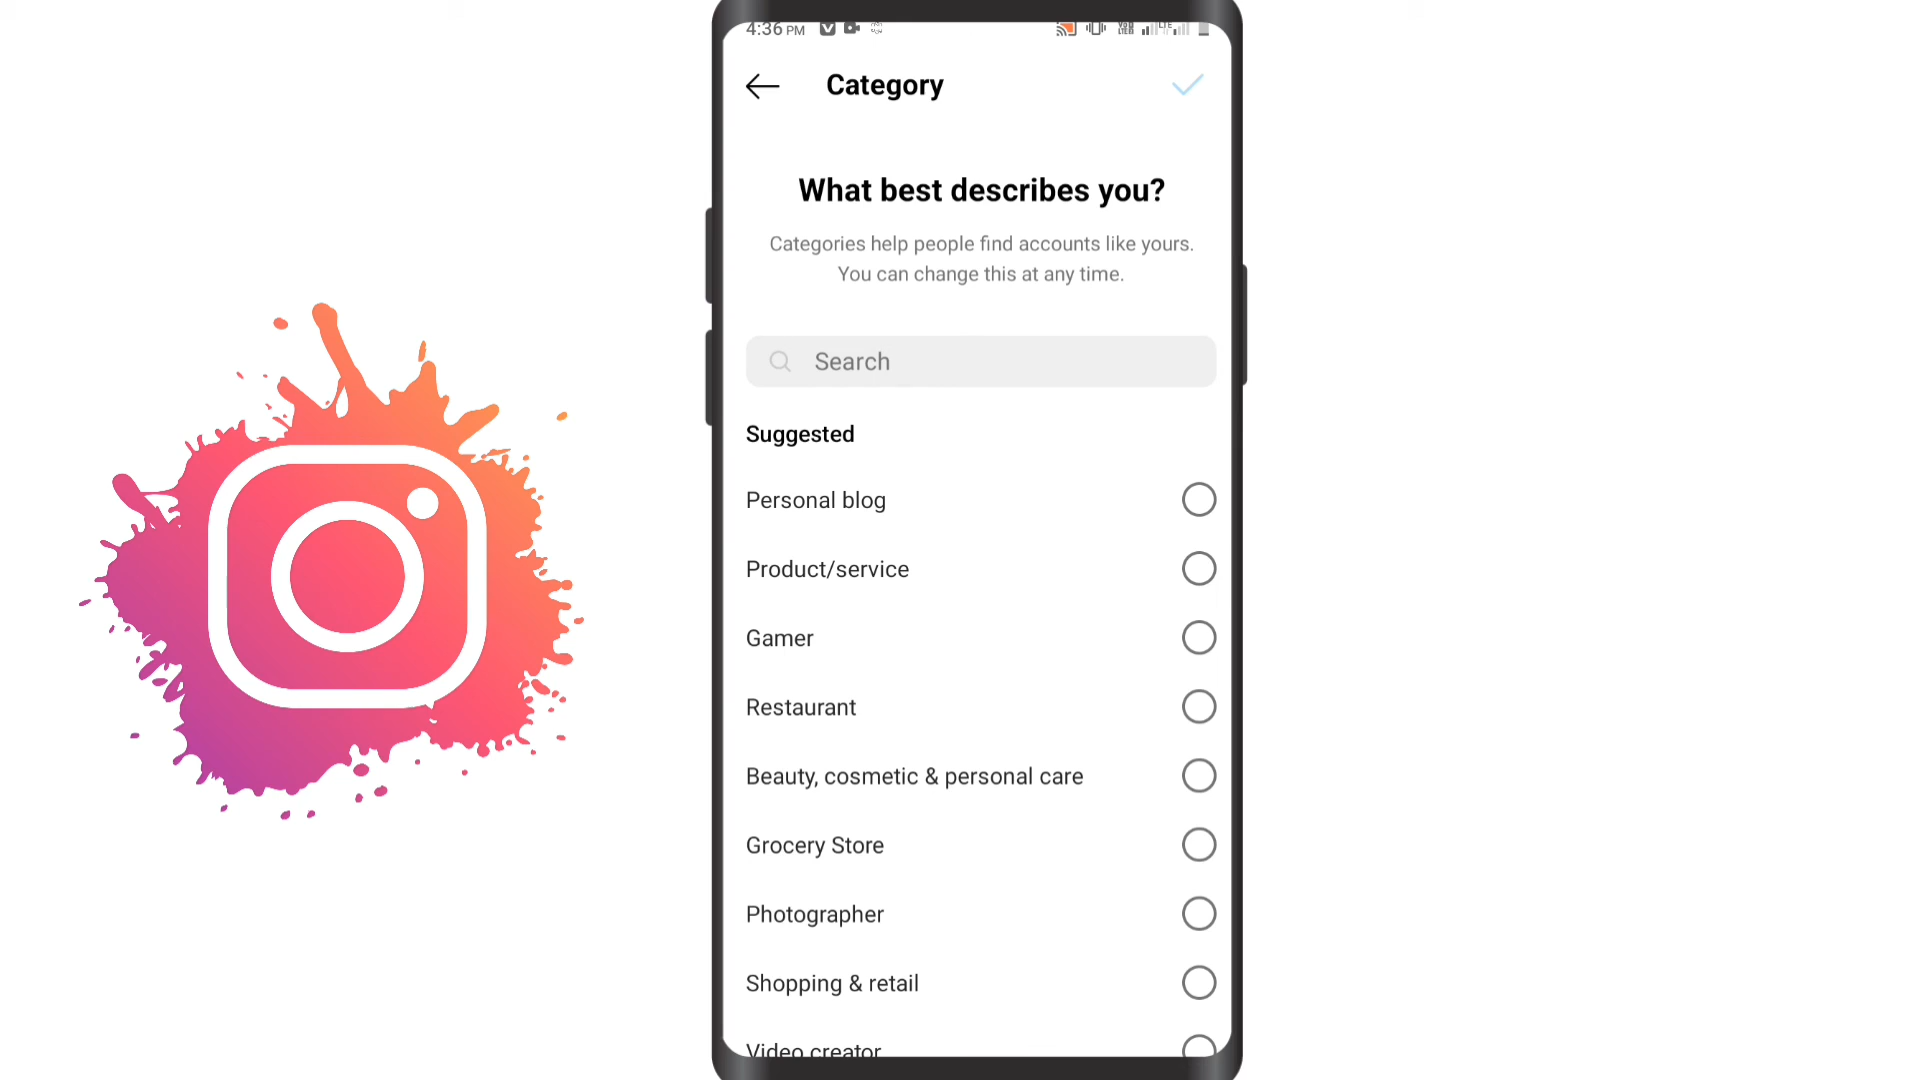 4:36 PM
Category
What best describes you?
Categories help people find accounts like yours.
You can change this at any time.
Search
Suggested
Personal blog
Product/service
Gamer
Restaurant
Beauty, cosmetic & personal care
Grocery Store
Photographer
Shopping & retail
Video creator